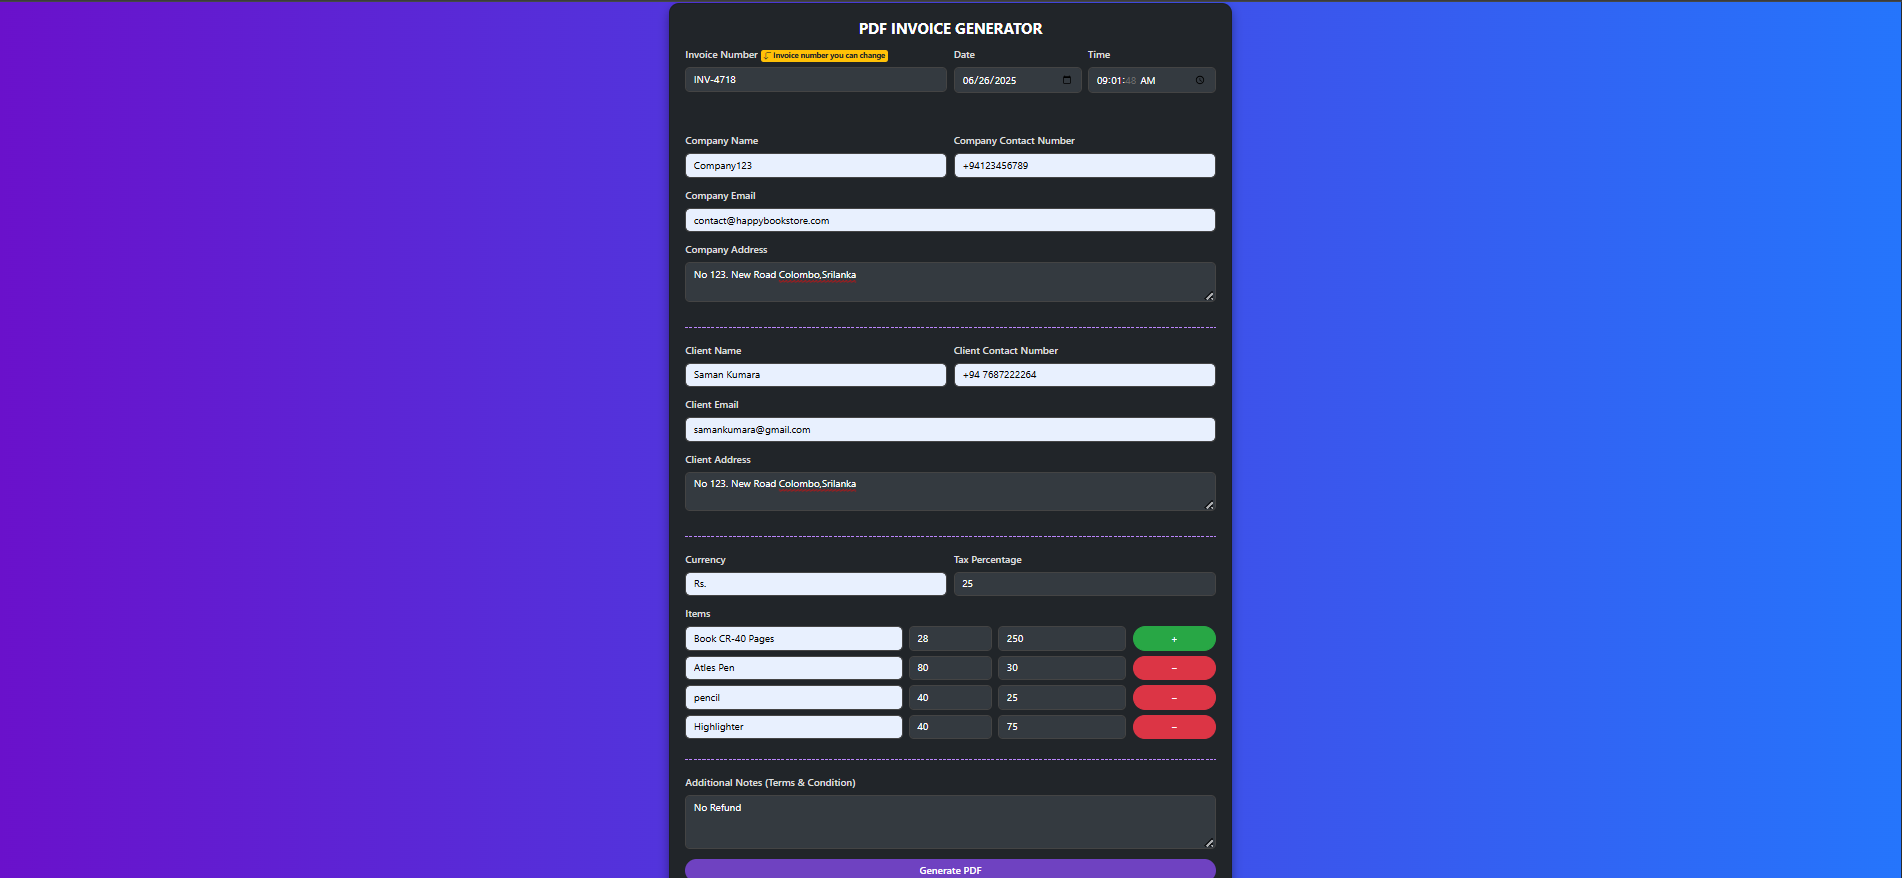 PDF INVOICE GENERATOR
Invoice Number Invoice number you can change Date Time
INV-4718 06/26/2025 09:01:48 AM
Company Name Company Contact Number
Company123 +94123456789
Company Email
contact@happybookstore.com
Company Address
No 123. New Road Colombo,Srilanka
Client Name Client Contact Number
Saman Kumara +94 7687222264
Client Email
samankumara@gmail.com
Client Address
No 123. New Road Colombo,Srilanka
Currency Tax Percentage
Rs. 25
Items
Book CR-40 Pages 28 250 +
Atles Pen 80 30 −
pencil 40 25 −
Highlighter 40 75 −
Additional Notes (Terms & Condition)
No Refund
Generate PDF